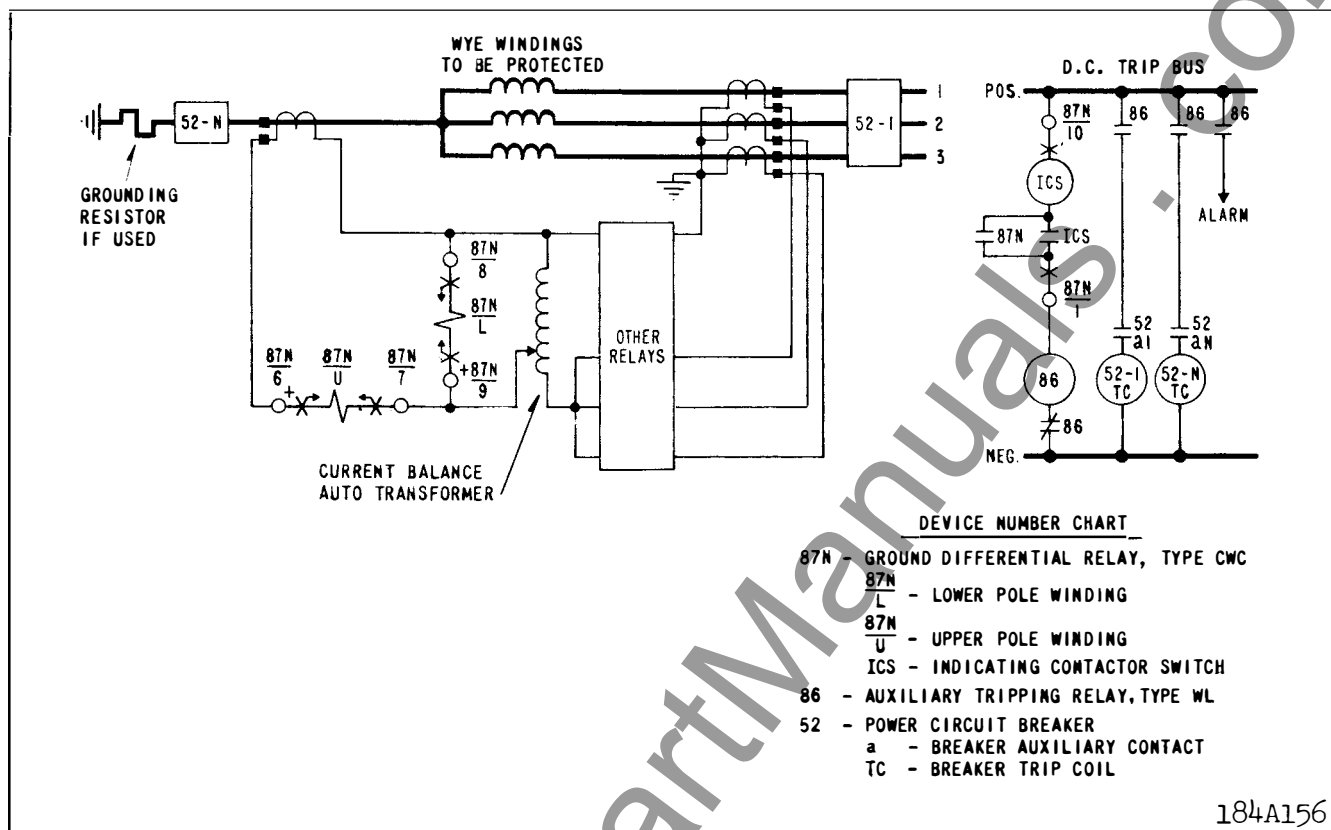 WYE WINDINGS
TO BE PROTECTED
52-N
GROUNDING
RESISTOR
IF USED
52-1
1
2
3
87N
8
87N
L
+87N
9
87N
6
+
87N
U
87N
7
OTHER
RELAYS
CURRENT BALANCE
AUTO TRANSFORMER
D.C. TRIP BUS
POS.
87N
10
ICS
87N
ICS
87N
1
86
86
NEG.
86
52
a1
52-1
TC
86
52
aN
52-N
TC
86
ALARM
DEVICE NUMBER CHART
87N - GROUND DIFFERENTIAL RELAY, TYPE CWC
87N
L - LOWER POLE WINDING
87N
U - UPPER POLE WINDING
ICS - INDICATING CONTACTOR SWITCH
86 - AUXILIARY TRIPPING RELAY, TYPE WL
52 - POWER CIRCUIT BREAKER
a - BREAKER AUXILIARY CONTACT
TC - BREAKER TRIP COIL
184A156
artManuals.co